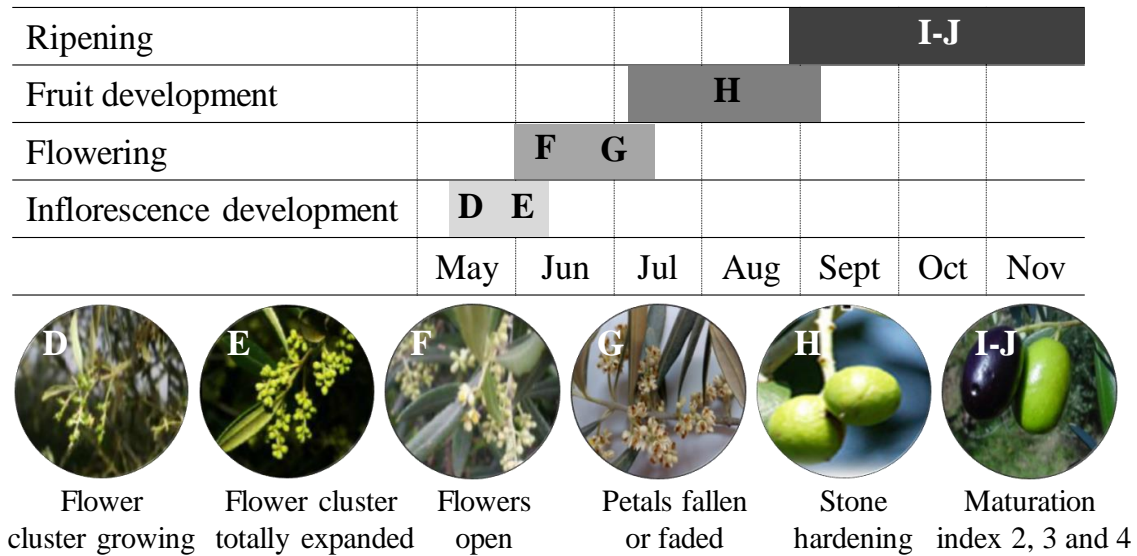 Ripening
I-J
Fruit development
H
Flowering
F G
Inflorescence development
D E
May Jun Jul Aug Sept Oct Nov
D E F G H I-J
Flower cluster growing
Flower cluster totally expanded
Flowers open
Petals fallen or faded
Stone hardening
Maturation index 2, 3 and 4